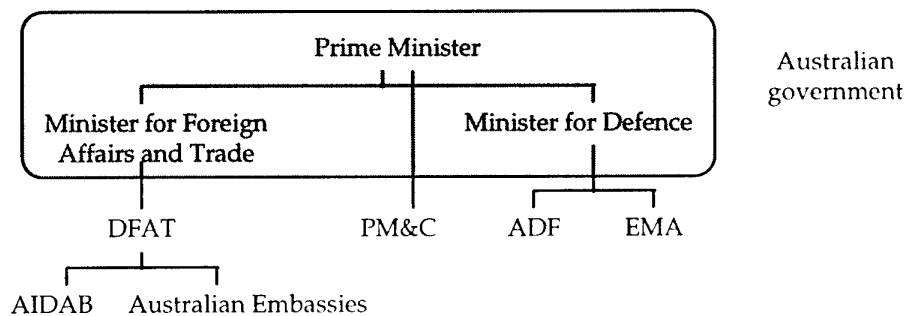 Prime Minister
Australian
government
Minister for Foreign
Affairs and Trade
Minister for Defence
DFAT
PM&C
ADF
EMA
AIDAB
Australian Embassies